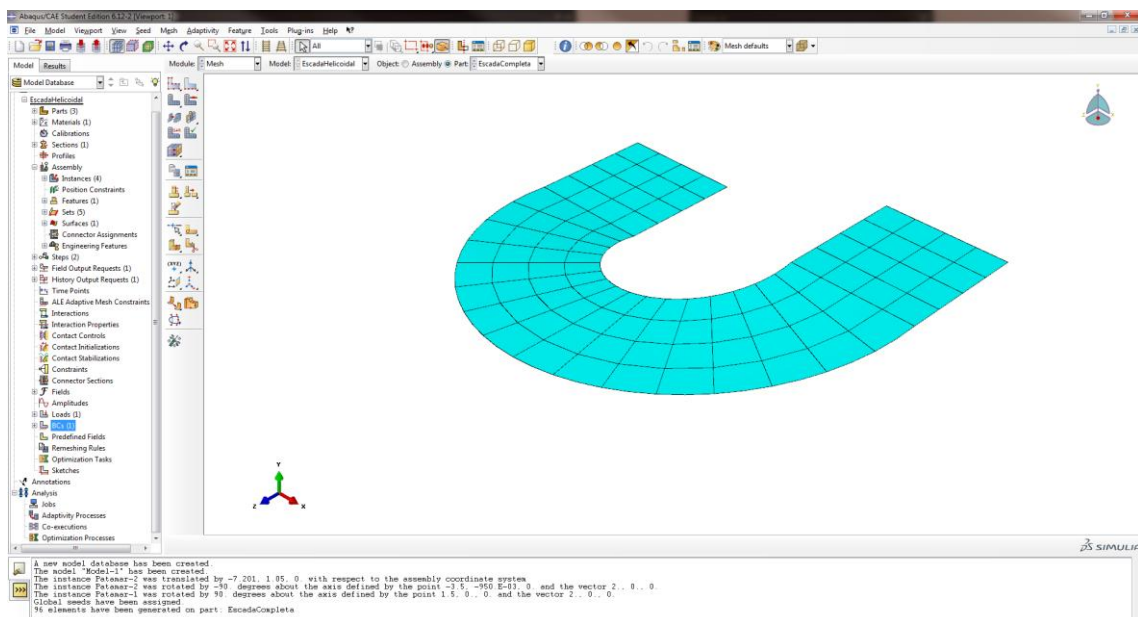 Abaqus/CAE Student Edition 6.12-2 [Viewport: 1]
File Model Viewport View Seed Mesh Adaptivity Feature Tools Plug-ins Help
All Mesh defaults
Model Results Module: Mesh Model: EscadaHelicoidal Object: Assembly Part: EscadaCompleta
Model Database
EscadaHelicoidal
Parts (3)
Materials (1)
Calibrations
Sections (1)
Profiles
Assembly
Instances (4)
Position Constraints
Features (1)
Sets (5)
Surfaces (1)
Connector Assignments
Engineering Features
Steps (2)
Field Output Requests (1)
History Output Requests (1)
Time Points
ALE Adaptive Mesh Constraints
Interactions
Interaction Properties
Contact Controls
Contact Initializations
Contact Stabilizations
Constraints
Connector Sections
Fields
Amplitudes
Loads (1)
BCs (1)
Predefined Fields
Remeshing Rules
Optimization Tasks
Sketches
Annotations
Analysis
Jobs
Adaptivity Processes
Co-executions
Optimization Processes
(XYZ)
Y
Z X
SIMULIA
A new model database has been created.
The model "Model-1" has been created.
The instance Patamar-2 was translated by -7.201, 1.05, 0. with respect to the assembly coordinate system
The instance Patamar-2 was rotated by -90. degrees about the axis defined by the point -3.5, -950.E-03, 0. and the vector 2., 0., 0.
The instance Patamar-1 was rotated by 90. degrees about the axis defined by the point 1.5, 0., 0. and the vector 2., 0., 0.
Global seeds have been assigned.
96 elements have been generated on part: EscadaCompleta